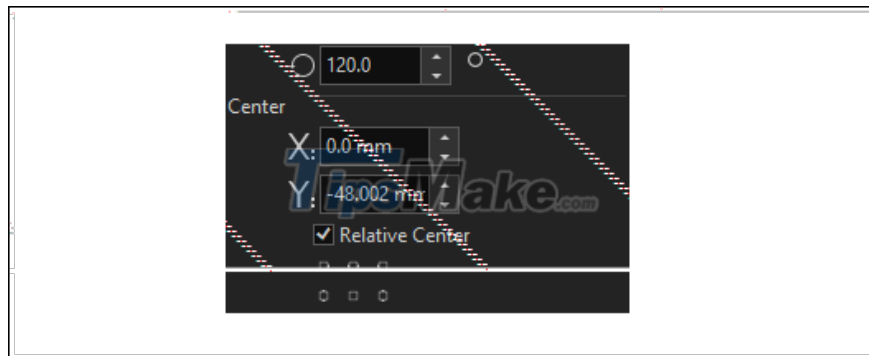 120.0 °
Center
X: 0.0 mm
Y: -48.002 mm
TipsMake.com
Relative Center